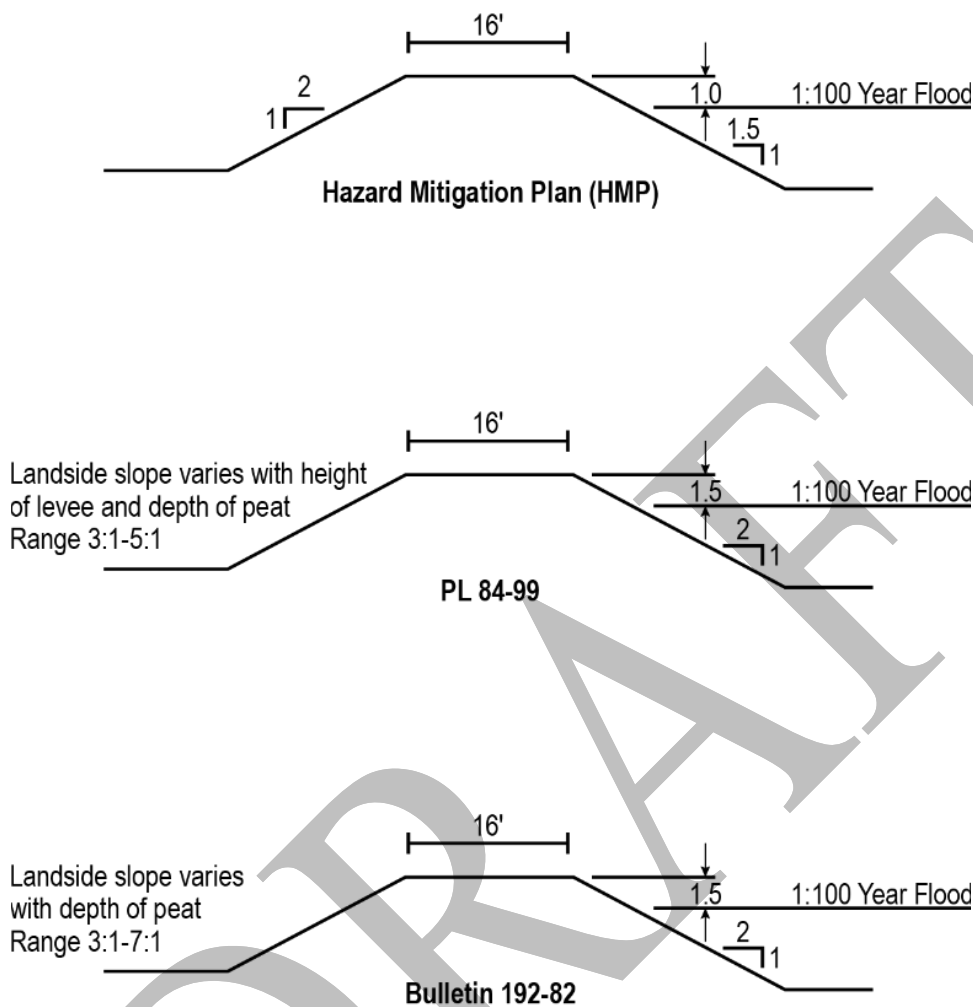 16'
2
1
1.0
1:100 Year Flood
1.5
1
Hazard Mitigation Plan (HMP)
16'
Landside slope varies with height
of levee and depth of peat
Range 3:1-5:1
1.5
1:100 Year Flood
2
1
PL 84-99
16'
Landside slope varies
with depth of peat
Range 3:1-7:1
1.5
1:100 Year Flood
2
1
Bulletin 192-82
DRAFT